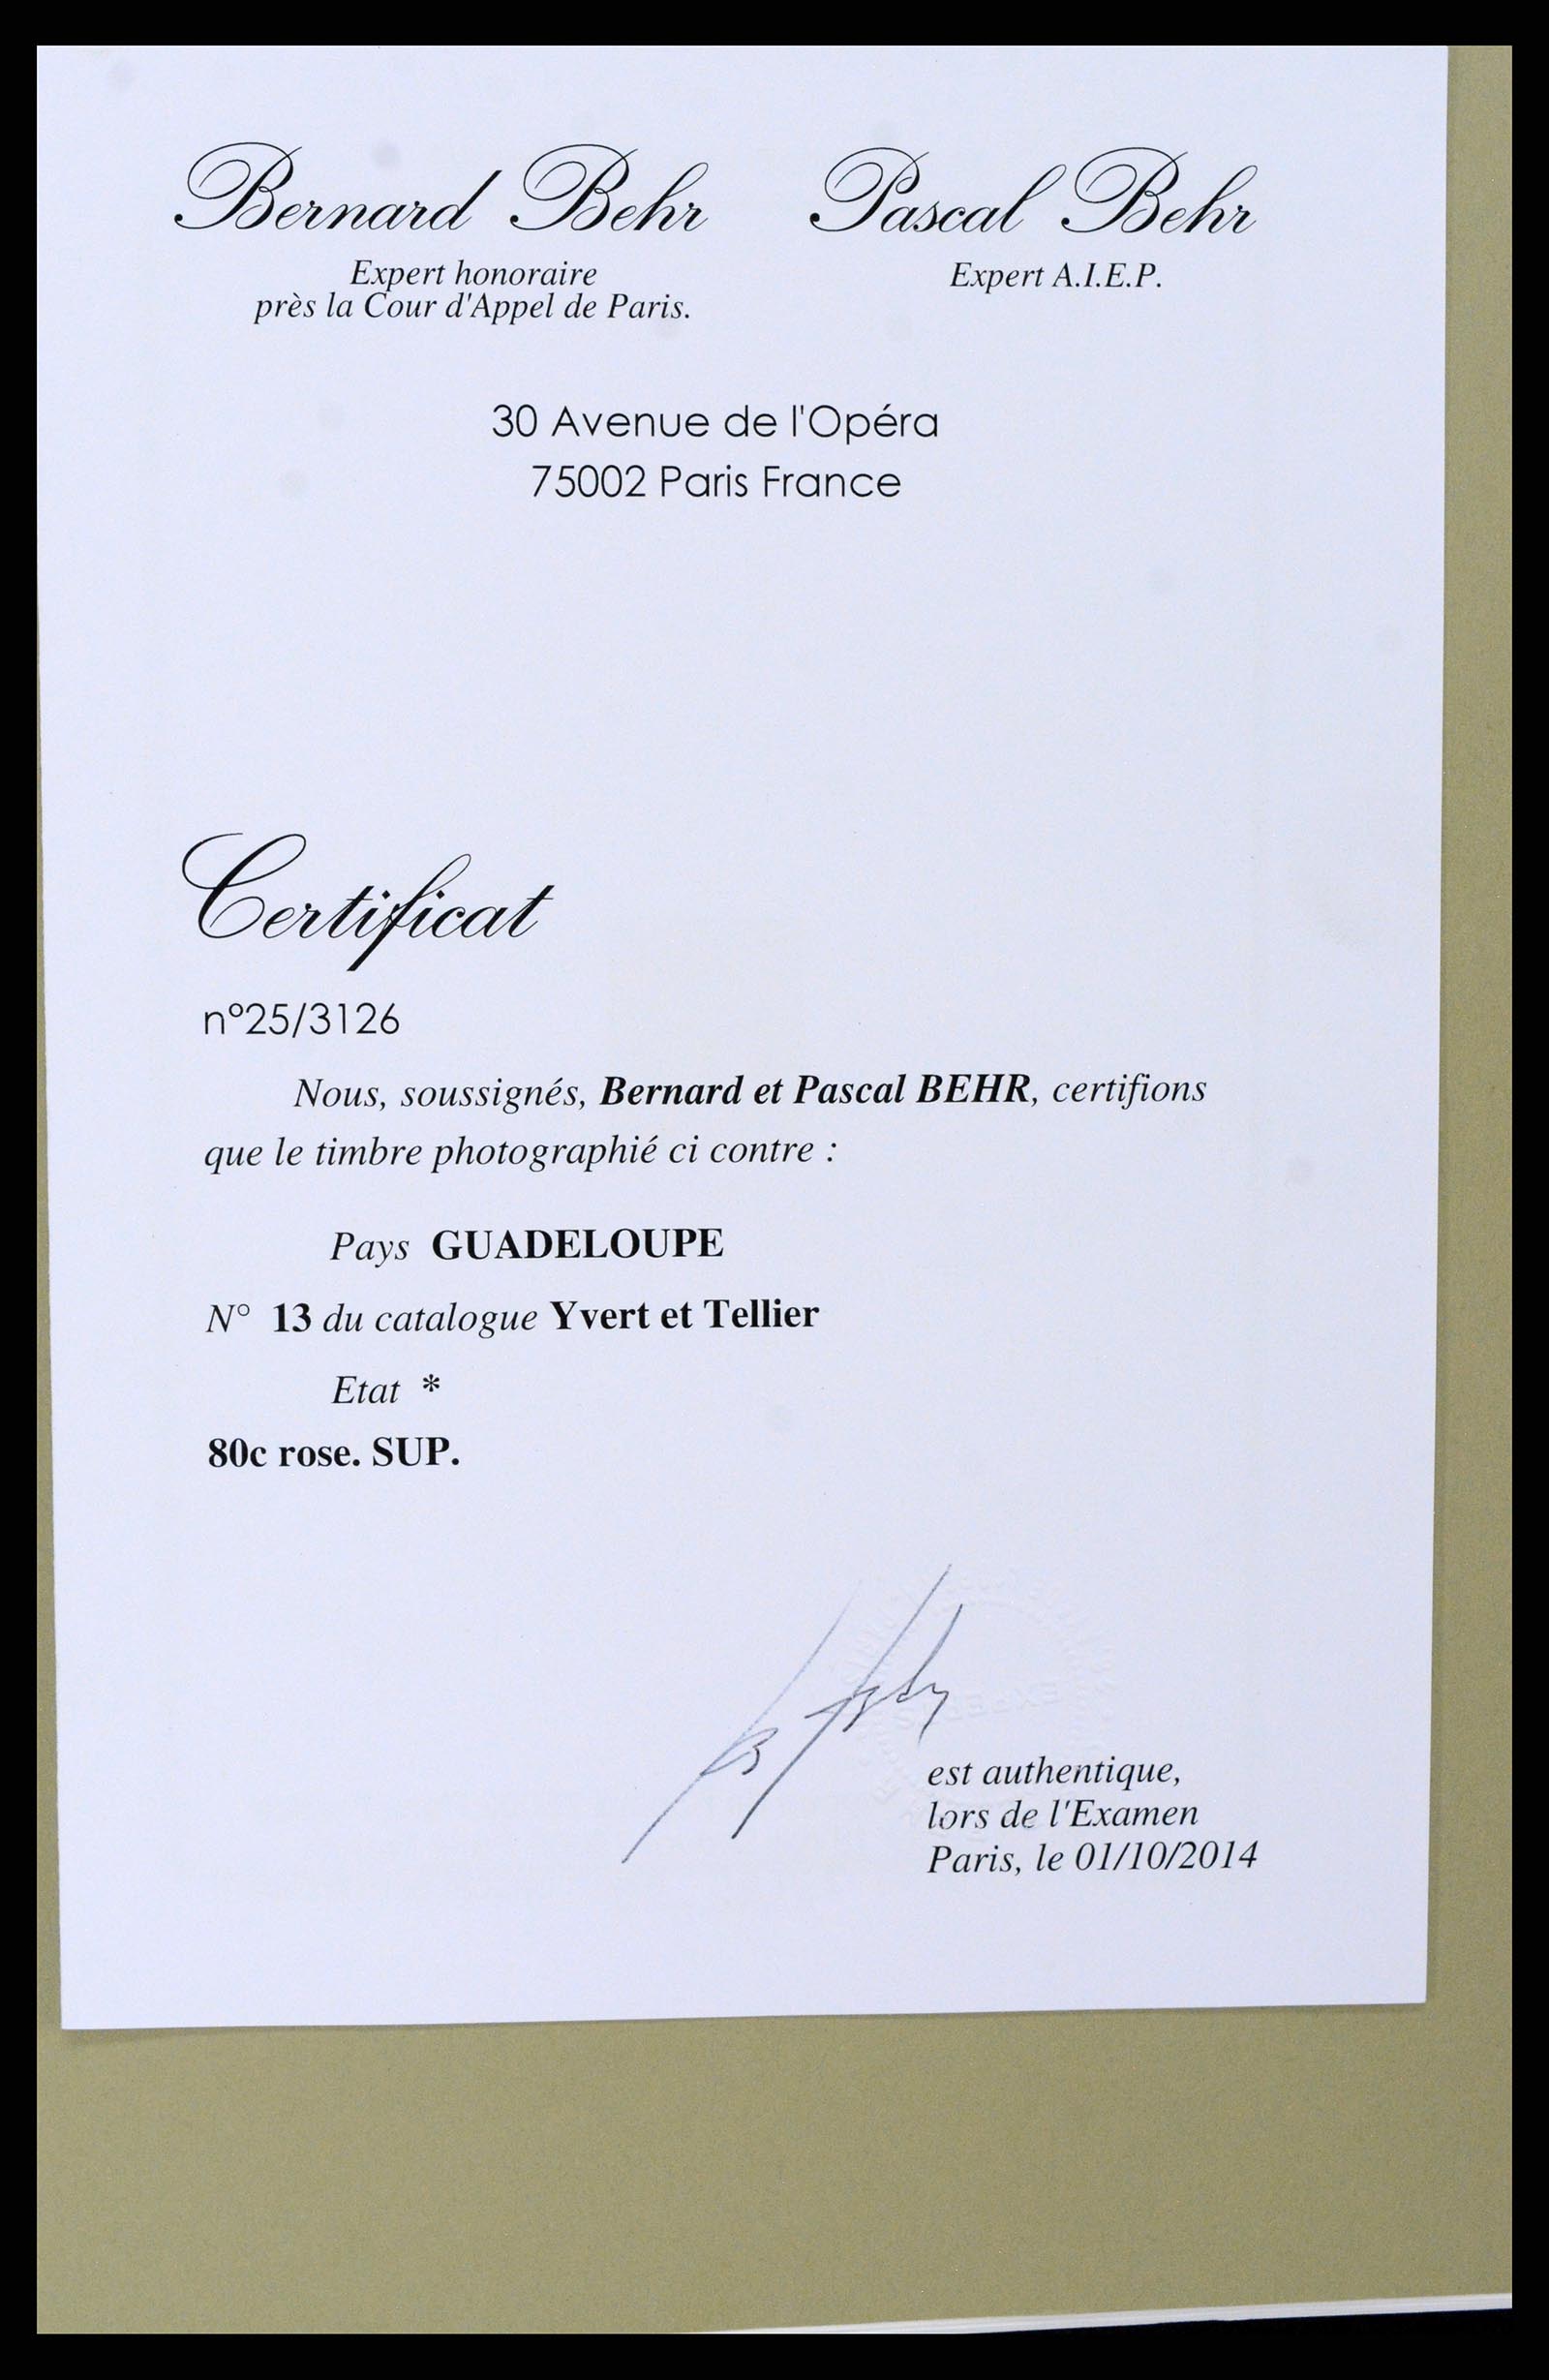 Bernard Behr
Expert honoraire
près la Cour d'Appel de Paris.
Pascal Behr
Expert A.I.E.P.
30 Avenue de l'Opéra
75002 Paris France
Certificat
n°25/3126
Nous, soussignés, Bernard et Pascal BEHR, certifions
que le timbre photographié ci contre :
Pays GUADELOUPE
N° 13 du catalogue Yvert et Tellier
Etat *
80c rose. SUP.
est authentique,
lors de l'Examen
Paris, le 01/10/2014